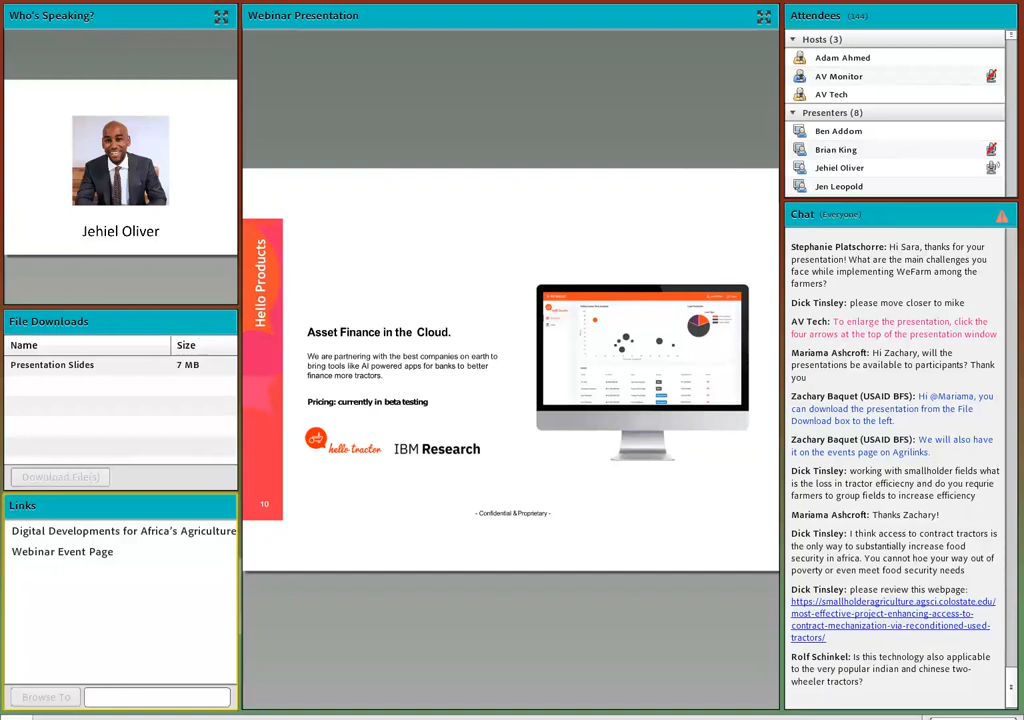 Who's Speaking?
Jehiel Oliver
File Downloads
Name Size
Presentation Slides 7 MB
Download File(s)
Links
Digital Developments for Africa's Agriculture
Webinar Event Page
Browse To
Webinar Presentation
Hello Products
10
Asset Finance in the Cloud.
We are partnering with the best companies on earth to
bring tools like AI powered apps for banks to better
finance more tractors.
Pricing: currently in beta testing
hello tractor IBM Research
- Confidential & Proprietary -
Attendees (144)
Hosts (3)
Adam Ahmed
AV Monitor
AV Tech
Presenters (8)
Ben Addom
Brian King
Jehiel Oliver
Jen Leopold
Chat (Everyone)
Stephanie Platschorre: Hi Sara, thanks for your
presentation! What are the main challenges you
face while implementing WeFarm among the
farmers?
Dick Tinsley: please move closer to mike
AV Tech: To enlarge the presentation, click the
four arrows at the top of the presentation window
Mariama Ashcroft: Hi Zachary, will the
presentations be available to participants? Thank
you
Zachary Baquet (USAID BFS): Hi @Mariama, you
can download the presentation from the File
Download box to the left.
Zachary Baquet (USAID BFS): We will also have
it on the events page on Agrilinks.
Dick Tinsley: working with smallholder fields what
is the loss in tractor efficiecny and do you requrie
farmers to group fields to increase efficiency
Mariama Ashcroft: Thanks Zachary!
Dick Tinsley: I think access to contract tractors is
the only way to substantially increase food
security in africa. You cannot hoe your way out of
poverty or even meet food security needs
Dick Tinsley: please review this webpage:
https://smallholderagriculture.agsci.colostate.edu/
most-effective-project-enhancing-access-to-
contract-mechanization-via-reconditioned-used-
tractors/
Rolf Schinkel: Is this technology also applicable
to the very popular indian and chinese two-
wheeler tractors?